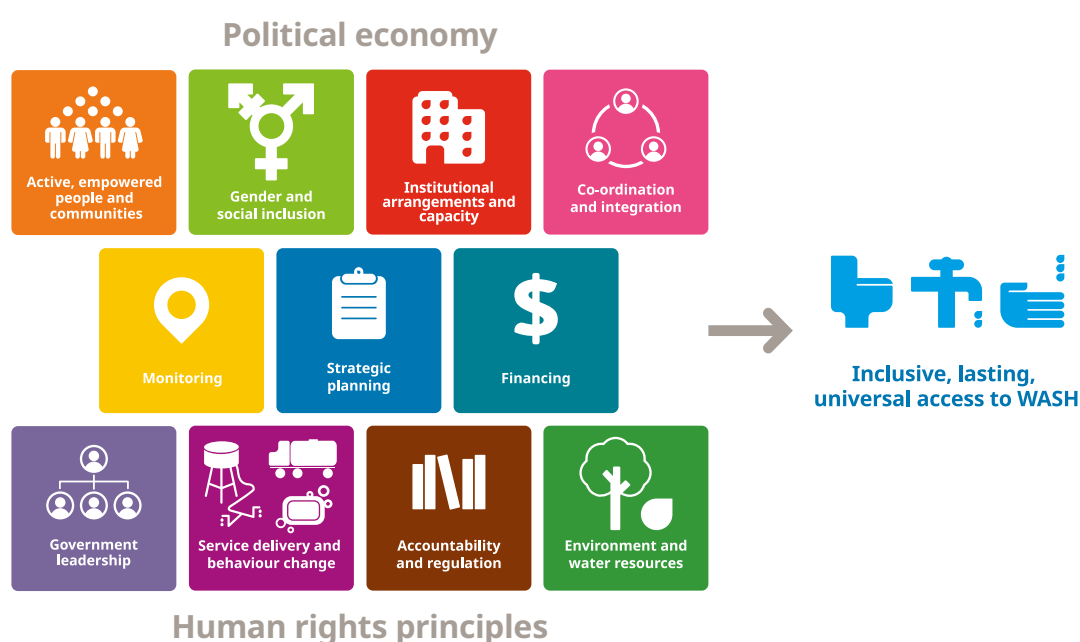 Political economy
Active, empowered
people and
communities
Gender and
social inclusion
Institutional
arrangements and
capacity
Co-ordination
and integration
Monitoring
Strategic
planning
$
Financing
Inclusive, lasting,
universal access to WASH
Government
leadership
Service delivery and
behaviour change
Accountability
and regulation
Environment and
water resources
Human rights principles